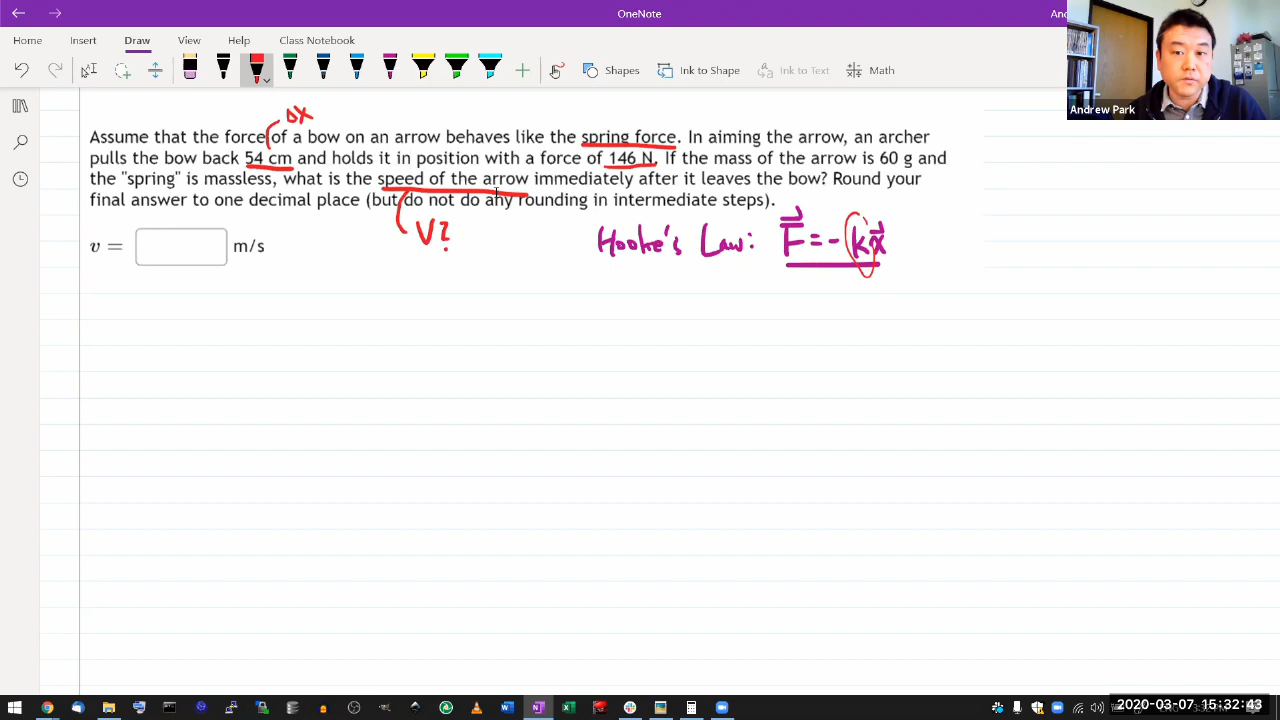 OneNote
And
Home Insert Draw View Help Class Notebook
Shapes Ink to Shape Ink to Text Math
Andrew Park
Δx
Assume that the force of a bow on an arrow behaves like the spring force. In aiming the arrow, an archer
pulls the bow back 54 cm and holds it in position with a force of 146 N. If the mass of the arrow is 60 g and
the "spring" is massless, what is the speed of the arrow immediately after it leaves the bow? Round your
final answer to one decimal place (but do not do any rounding in intermediate steps).
v = m/s
V?
Hooke's Law: F⃗ = - k x⃗
2020-03-07 15:32:43